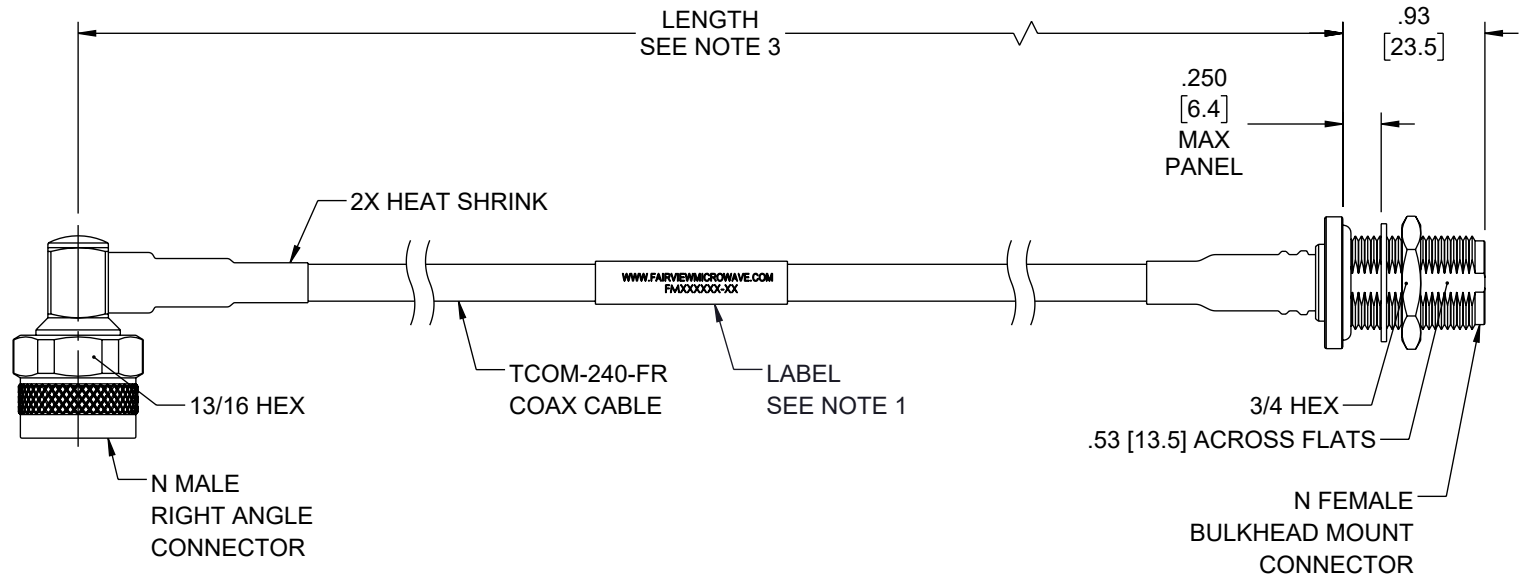 LENGTH
SEE NOTE 3
.93
[23.5]
.250
[6.4]
MAX
PANEL
2X HEAT SHRINK
WWW.FAIRVIEWMICROWAVE.COM
FMXXXXXX-XX
TCOM-240-FR
COAX CABLE
LABEL
SEE NOTE 1
13/16 HEX
3/4 HEX
.53 [13.5] ACROSS FLATS
N MALE
RIGHT ANGLE
CONNECTOR
N FEMALE
BULKHEAD MOUNT
CONNECTOR